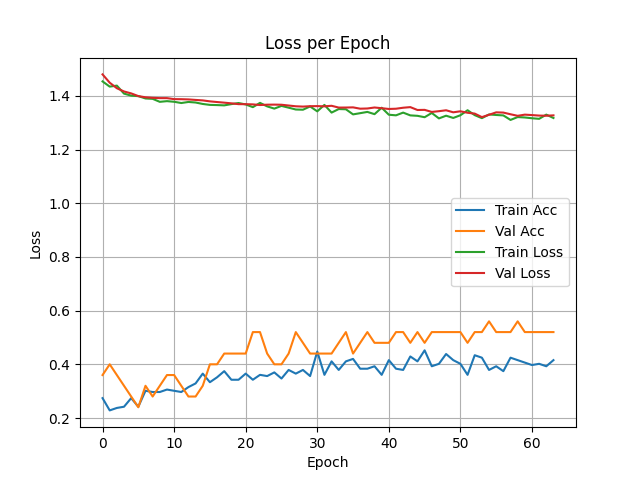 Loss per Epoch
Loss
1.4
1.2
1.0
0.8
0.6
0.4
0.2
Train Acc
Val Acc
Train Loss
Val Loss
0 10 20 30 40 50 60
Epoch